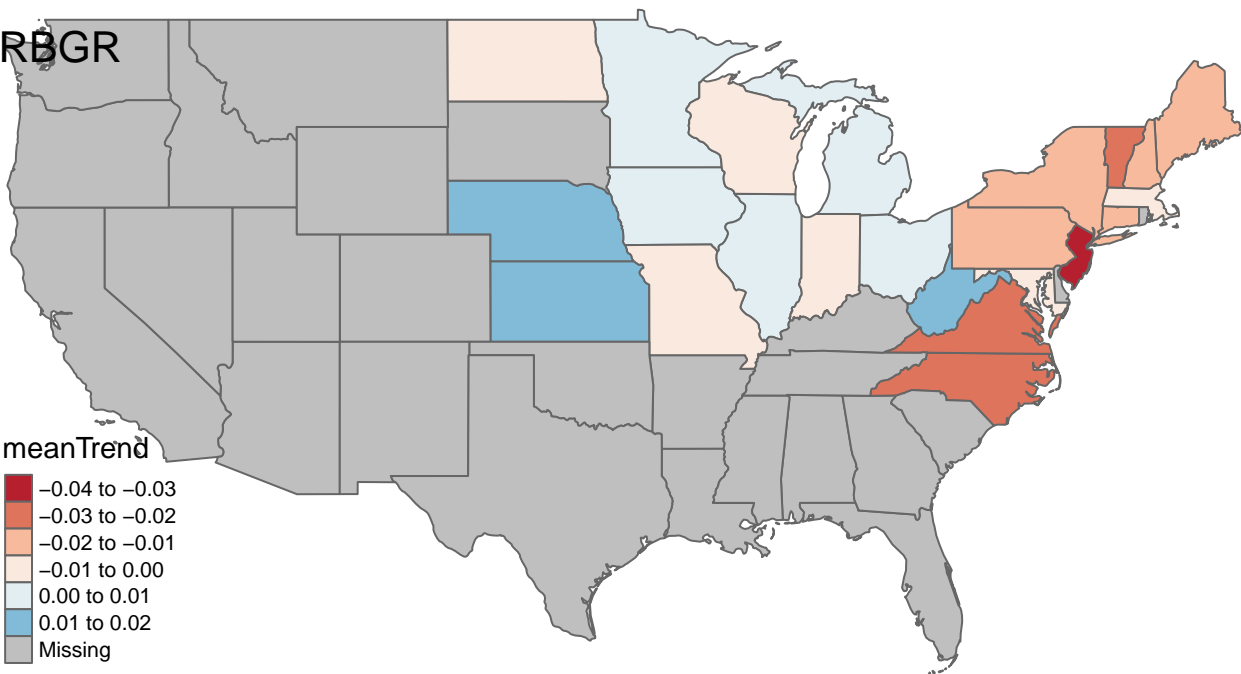 RBGR
meanTrend
−0.04 to −0.03
−0.03 to −0.02
−0.02 to −0.01
−0.01 to 0.00
0.00 to 0.01
0.01 to 0.02
Missing